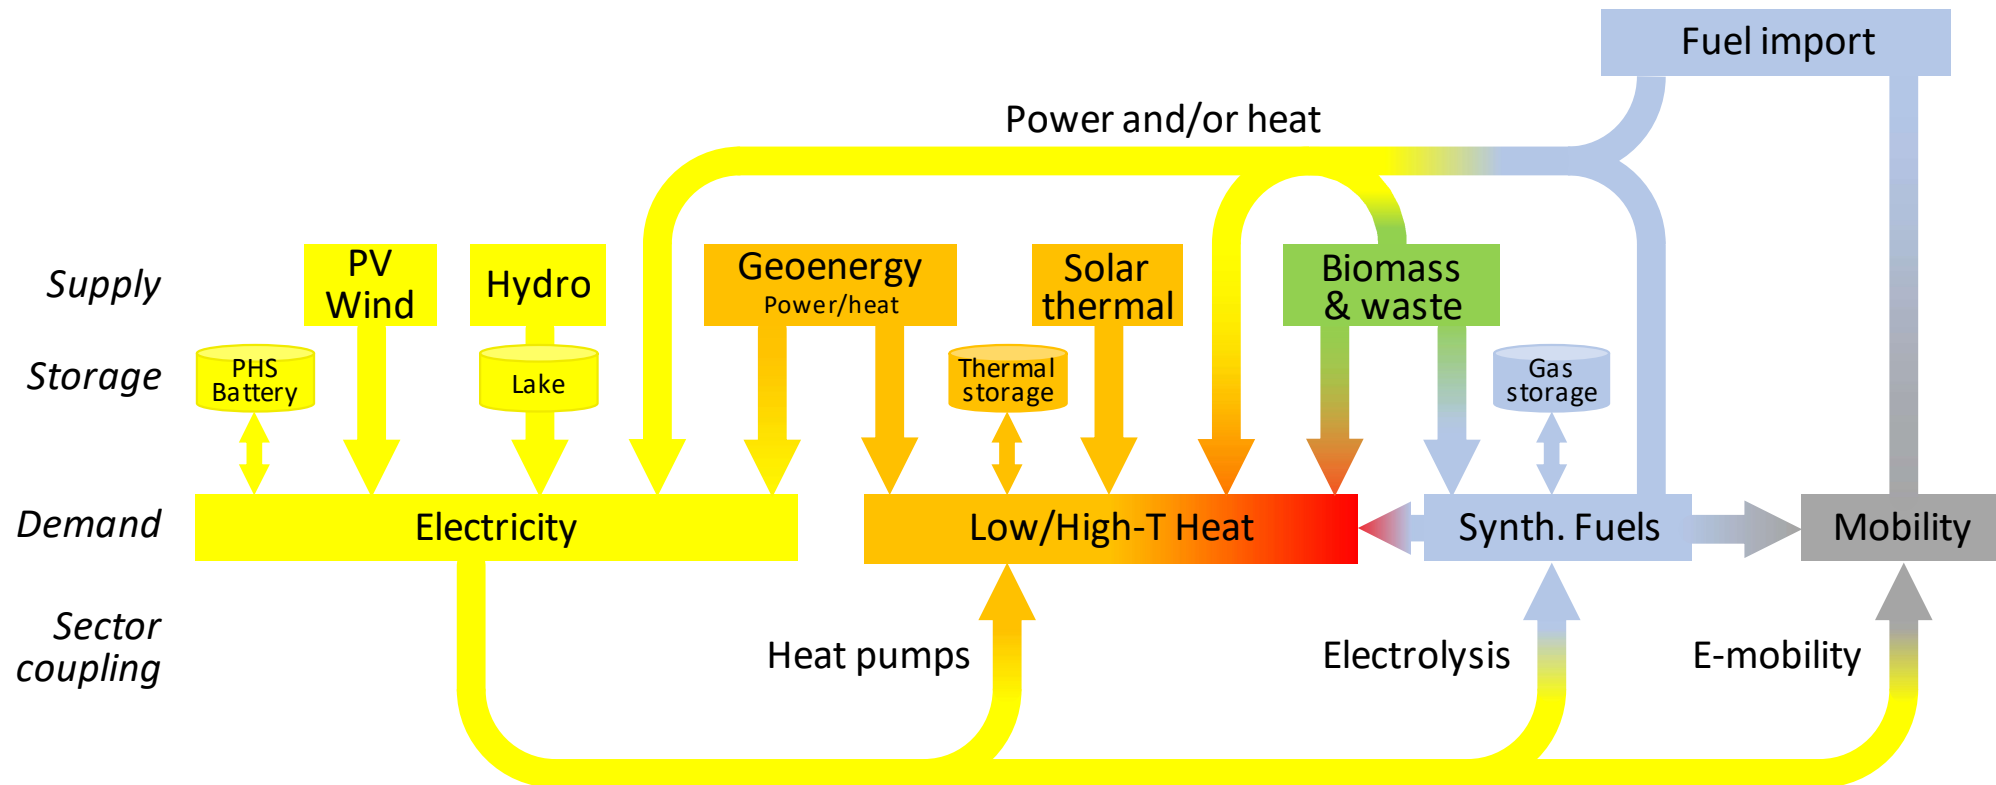 Fuel import
Power and/or heat
Supply
PV
Wind
Hydro
Geoenergy
Power/heat
Solar
thermal
Biomass
& waste
Storage
PHS
Battery
Lake
Thermal
storage
Gas
storage
Demand
Electricity
Low/High-T Heat
Synth. Fuels
Mobility
Sector
coupling
Heat pumps
Electrolysis
E-mobility